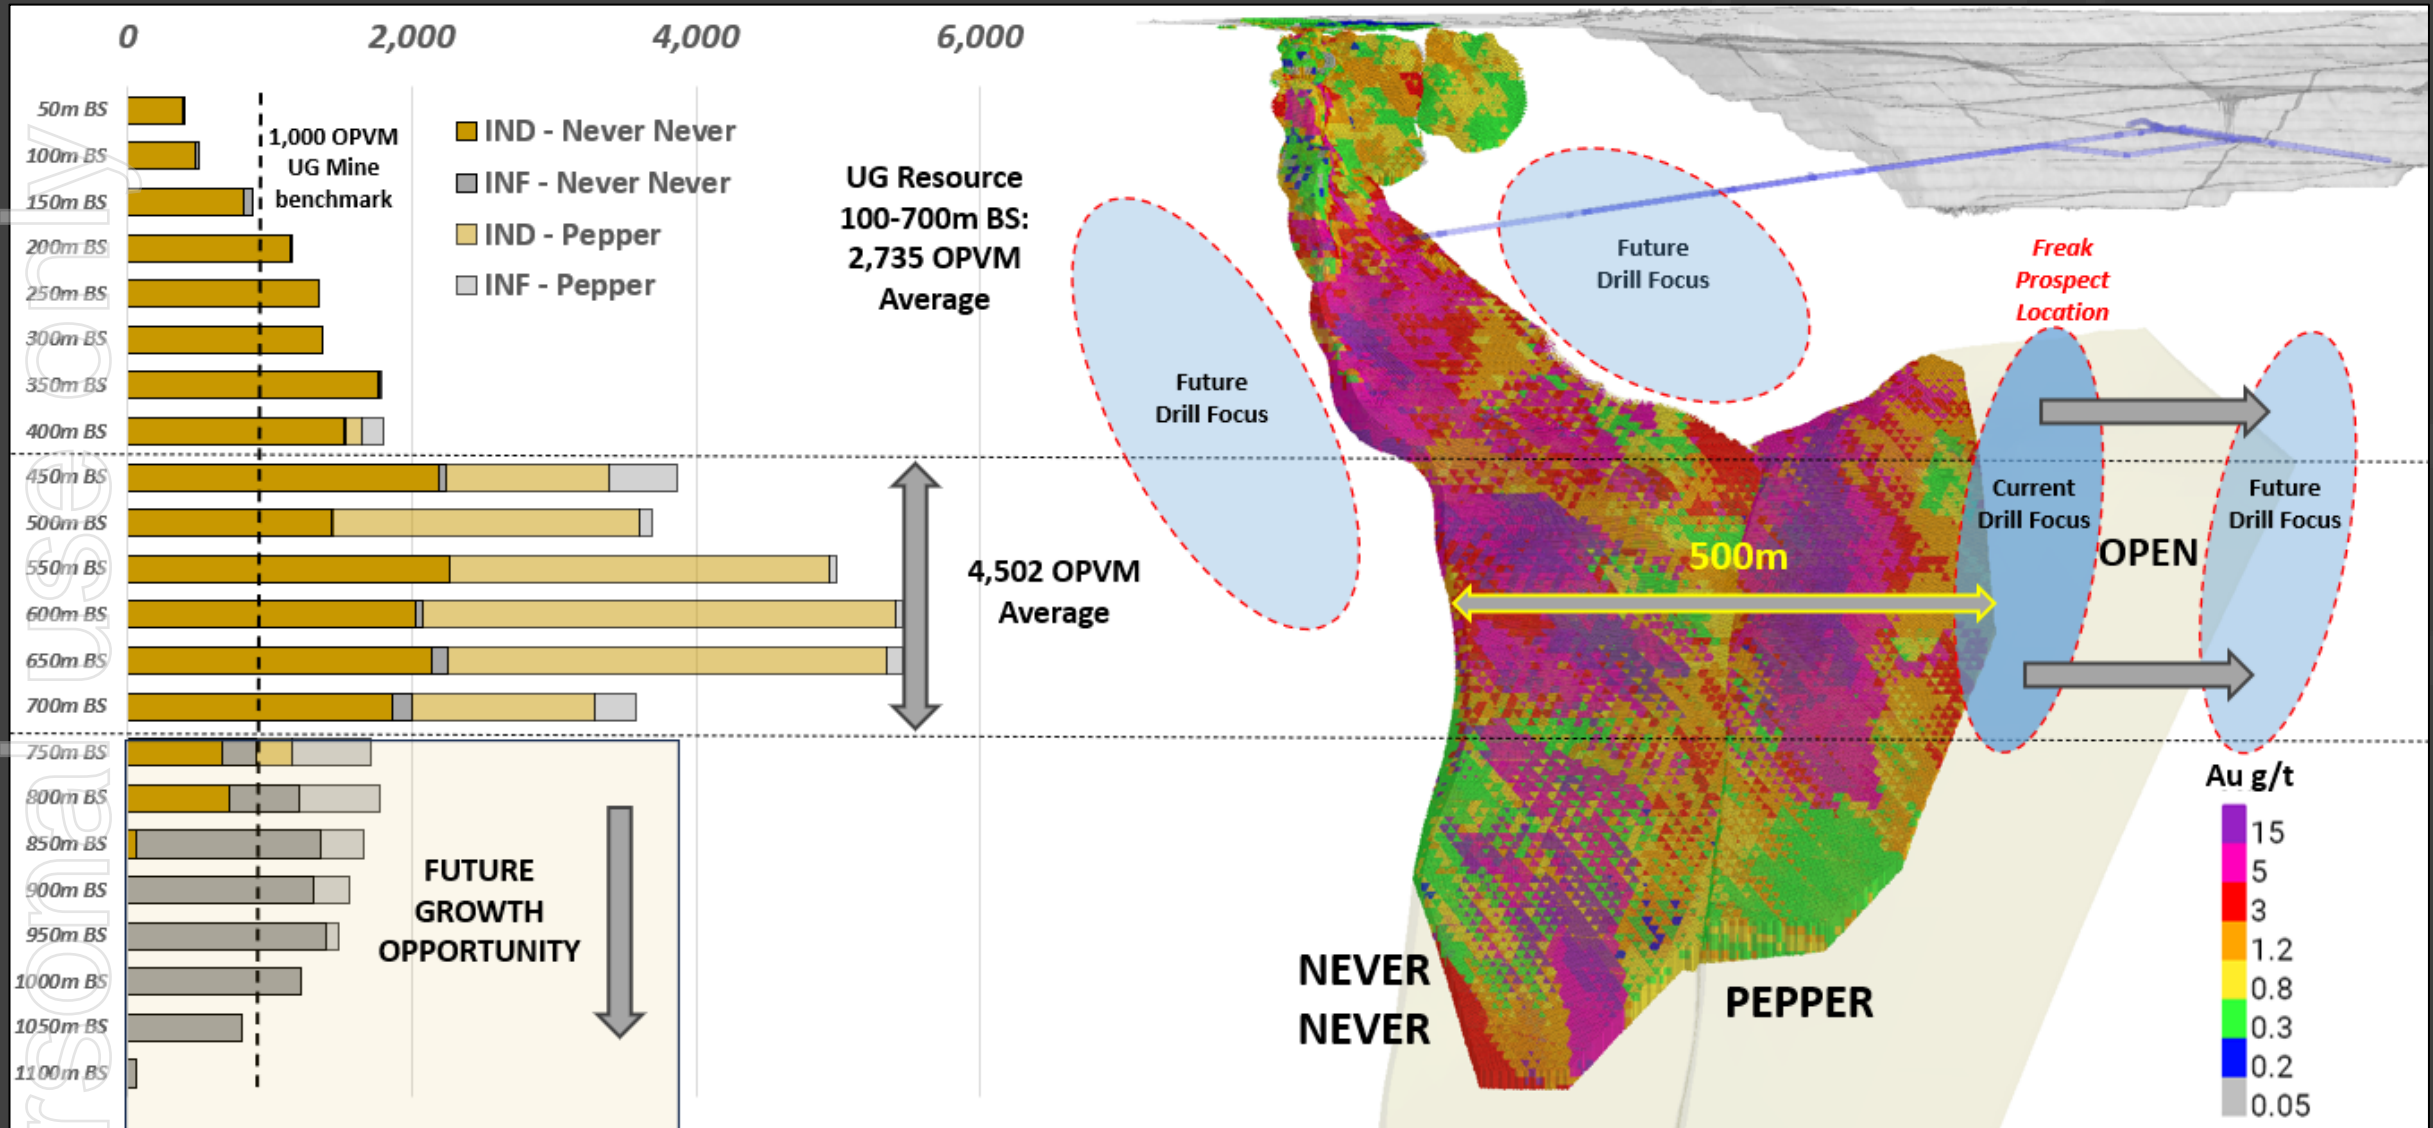 0
2,000
4,000
6,000
50m BS
100m BS
150m BS
200m BS
250m BS
300m BS
350m BS
400m BS
450m BS
500m BS
550m BS
600m BS
650m BS
700m BS
750m BS
800m BS
850m BS
900m BS
950m BS
1000m BS
1050m BS
1100m BS
1,000 OPVM
UG Mine
benchmark
IND - Never Never
INF - Never Never
IND - Pepper
INF - Pepper
UG Resource
100-700m BS:
2,735 OPVM
Average
4,502 OPVM
Average
FUTURE
GROWTH
OPPORTUNITY
Future
Drill Focus
Future
Drill Focus
Freak
Prospect
Location
Current
Drill Focus
OPEN
Future
Drill Focus
500m
NEVER
NEVER
PEPPER
Au g/t
15
5
3
1.2
0.8
0.3
0.2
0.05
rsonal use only